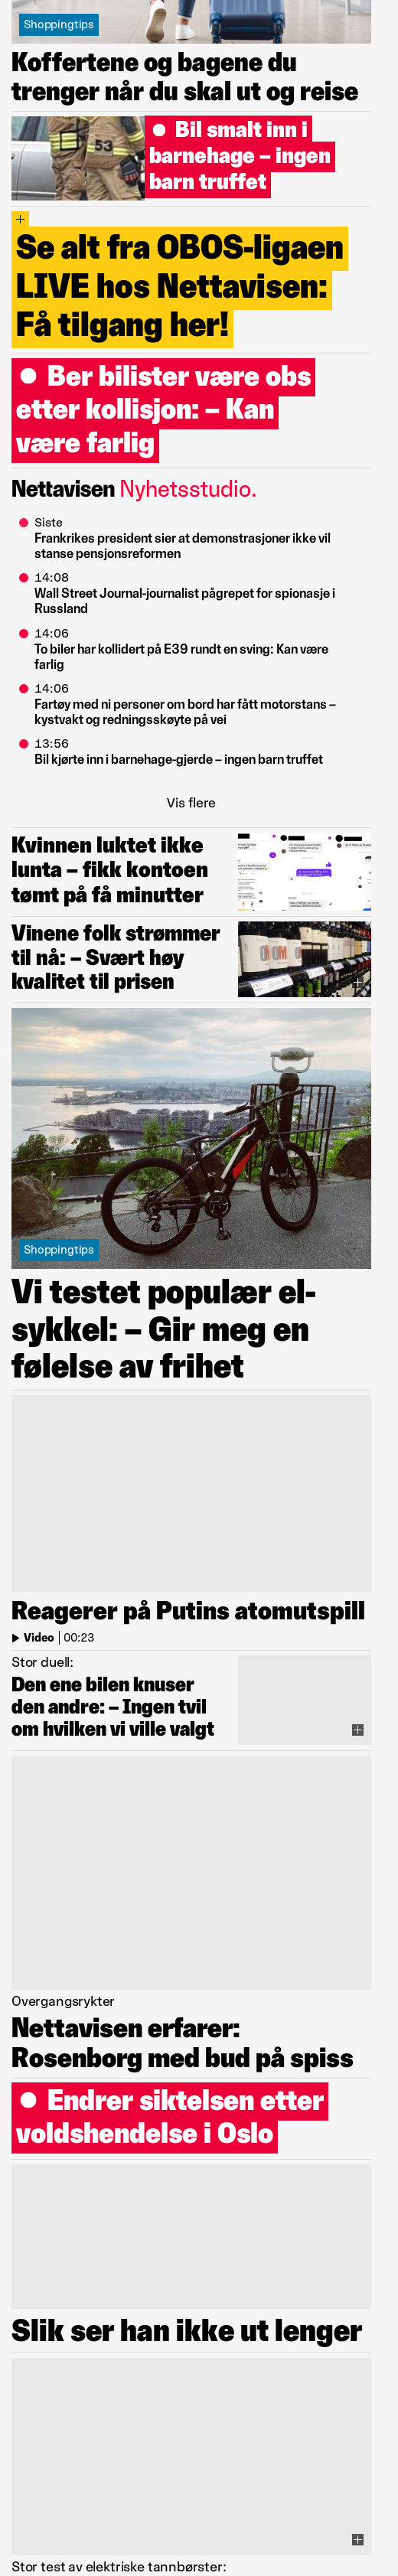 Shoppingtips
Koffertene og bagene du
trenger når du skal ut og reise
53
Bil smalt inn i
barnehage – ingen
barn truffet
Se alt fra OBOS-ligaen
LIVE hos Nettavisen:
Få tilgang her!
Ber bilister være obs
etter kollisjon: – Kan
være farlig
Nettavisen Nyhetsstudio.
Siste
Frankrikes president sier at demonstrasjoner ikke vil
stanse pensjonsreformen
14:08
Wall Street Journal-journalist pågrepet for spionasje i
Russland
14:06
To biler har kollidert på E39 rundt en sving: Kan være
farlig
14:06
Fartøy med ni personer om bord har fått motorstans –
kystvakt og redningsskøyte på vei
13:56
Bil kjørte inn i barnehage-gjerde – ingen barn truffet
Vis flere
Kvinnen luktet ikke
lunta – fikk kontoen
tømt på få minutter
Vinene folk strømmer
til nå: – Svært høy
kvalitet til prisen
Shoppingtips
Vi testet populær el-
sykkel: – Gir meg en
følelse av frihet
Reagerer på Putins atomutspill
Video 00:23
Stor duell:
Den ene bilen knuser
den andre: – Ingen tvil
om hvilken vi ville valgt
Overgangsrykter
Nettavisen erfarer:
Rosenborg med bud på spiss
Endrer siktelsen etter
voldshendelse i Oslo
Slik ser han ikke ut lenger
Stor test av elektriske tannbørster: